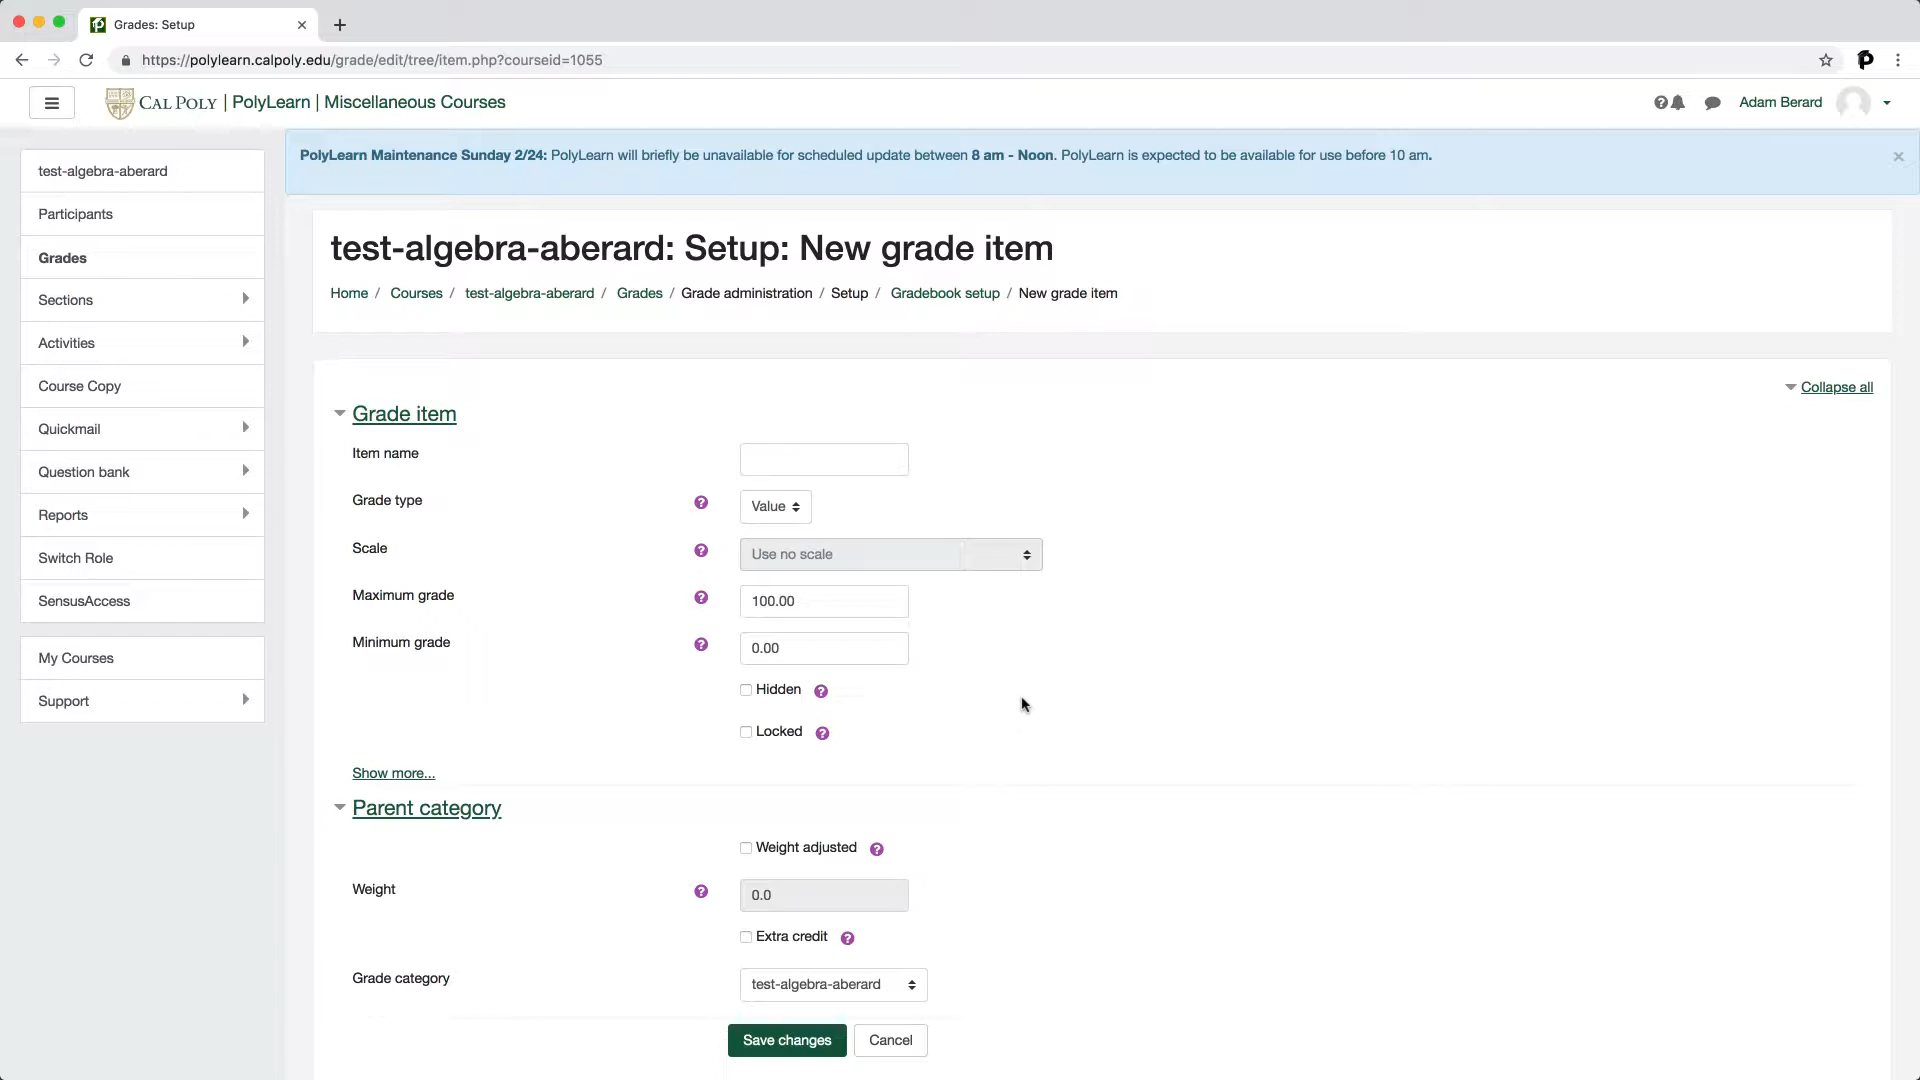 Grades: Setup
https://polylearn.calpoly.edu/grade/edit/tree/item.php?courseid=1055
CAL POLY | PolyLearn | Miscellaneous Courses
Adam Berard
PolyLearn Maintenance Sunday 2/24: PolyLearn will briefly be unavailable for scheduled update between 8 am - Noon. PolyLearn is expected to be available for use before 10 am.
test-algebra-aberard
Participants
Grades
Sections
Activities
Course Copy
Quickmail
Question bank
Reports
Switch Role
SensusAccess
My Courses
Support
test-algebra-aberard: Setup: New grade item
Home / Courses / test-algebra-aberard / Grades / Grade administration / Setup / Gradebook setup / New grade item
Collapse all
Grade item
Item name
Grade type ? Value
Scale ? Use no scale
Maximum grade ? 100.00
Minimum grade ? 0.00
Hidden ?
Locked ?
Show more...
Parent category
Weight adjusted ?
Weight ? 0.0
Extra credit ?
Grade category test-algebra-aberard
Save changes Cancel